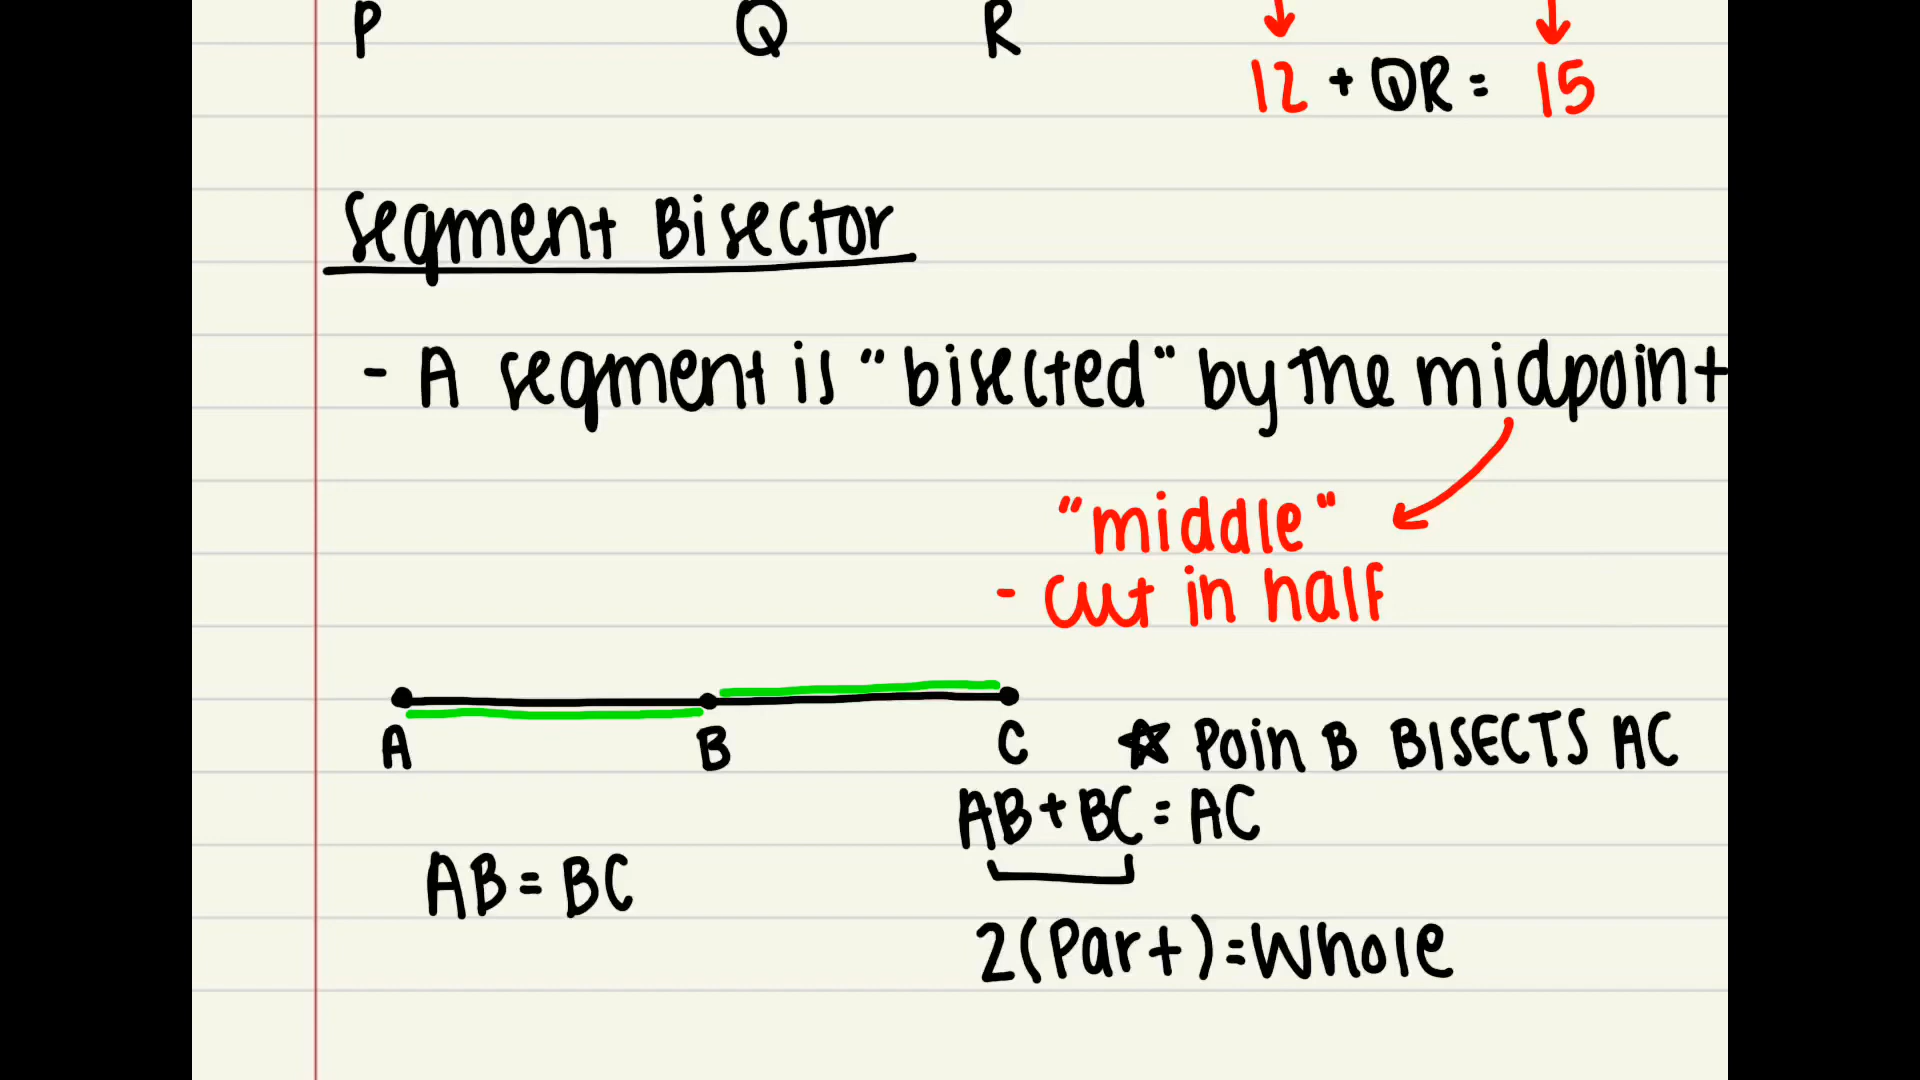 P Q R
12 + QR = 15
Segment Bisector
- A segment is "bisected" by the midpoint
"middle"
- cut in half
A B C
☆ Poin B BISECTS AC
AB + BC = AC
AB = BC
2(Part) = Whole